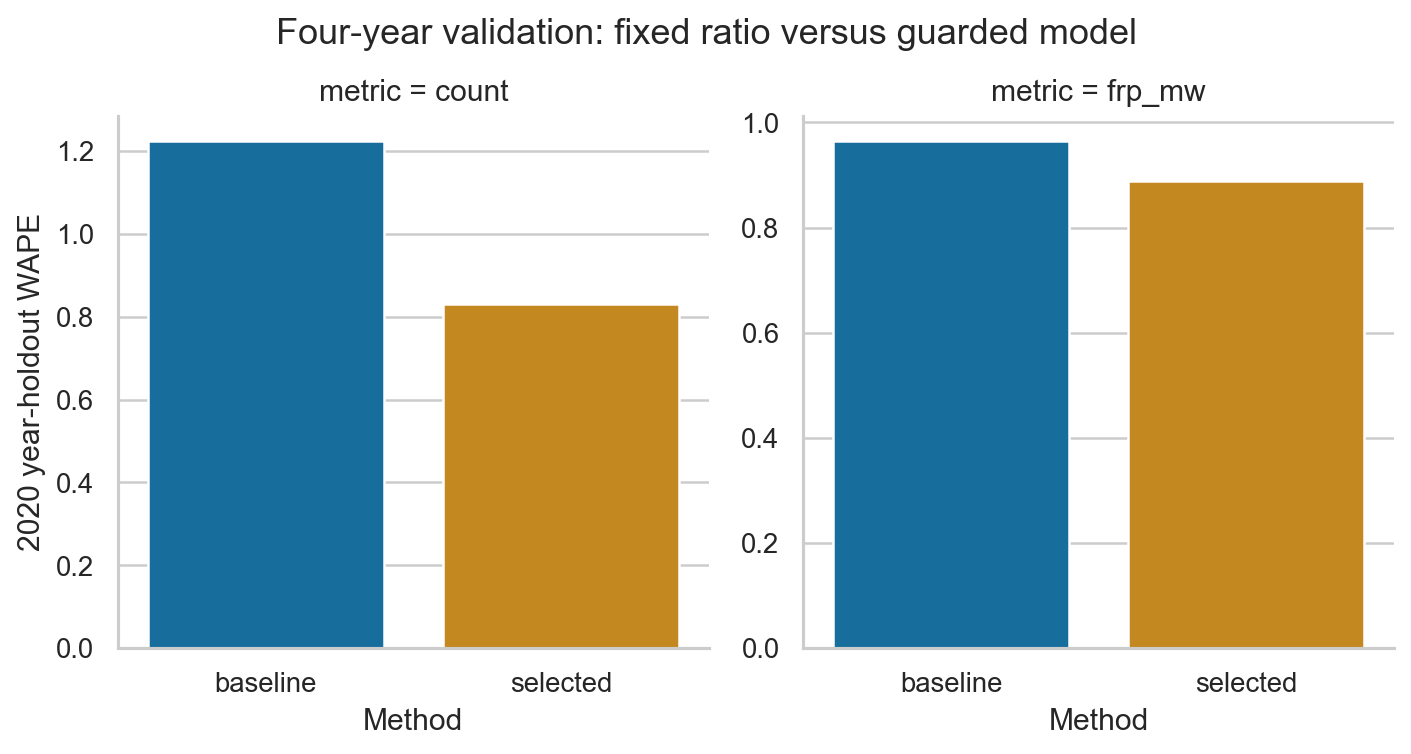 Four-year validation: fixed ratio versus guarded model
metric = count
metric = frp_mw
2020 year-holdout WAPE
1.2
1.0
0.8
0.6
0.4
0.2
0.0
1.0
0.8
0.6
0.4
0.2
0.0
baseline
selected
baseline
selected
Method
Method